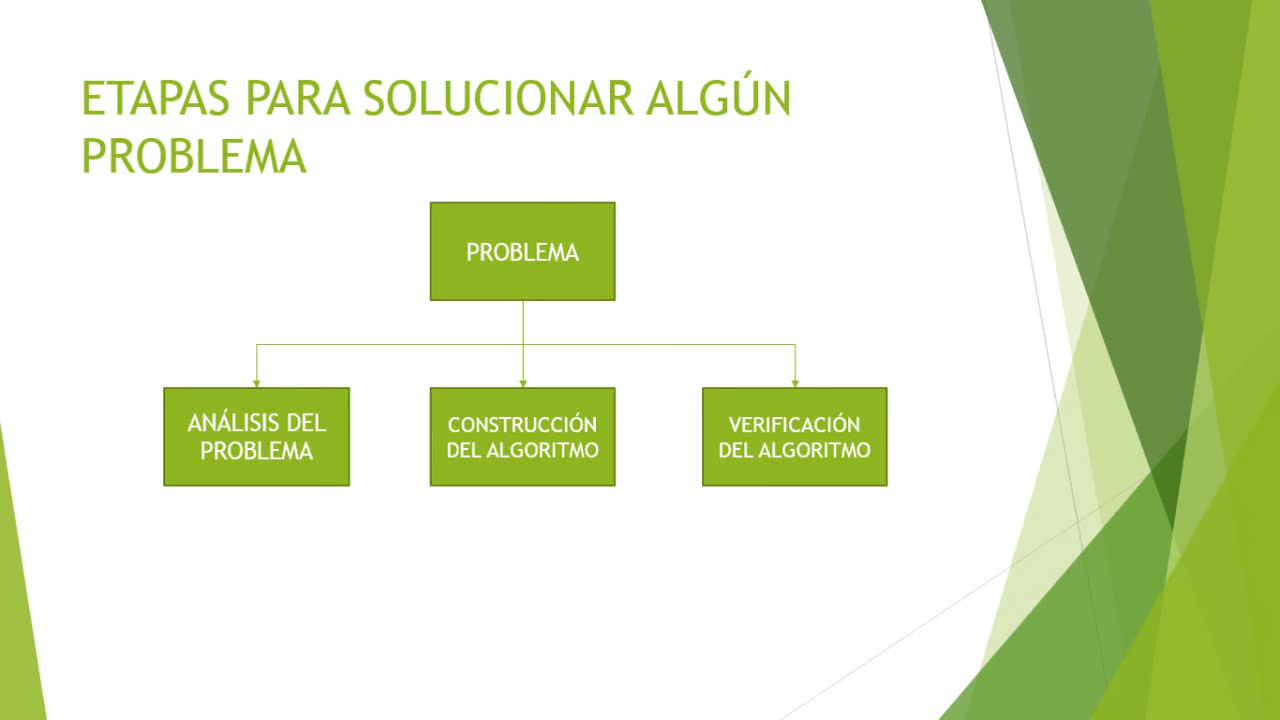 ETAPAS PARA SOLUCIONAR ALGÚN
PROBLEMA
PROBLEMA
ANÁLISIS DEL
PROBLEMA
CONSTRUCCIÓN
DEL ALGORITMO
VERIFICACIÓN
DEL ALGORITMO